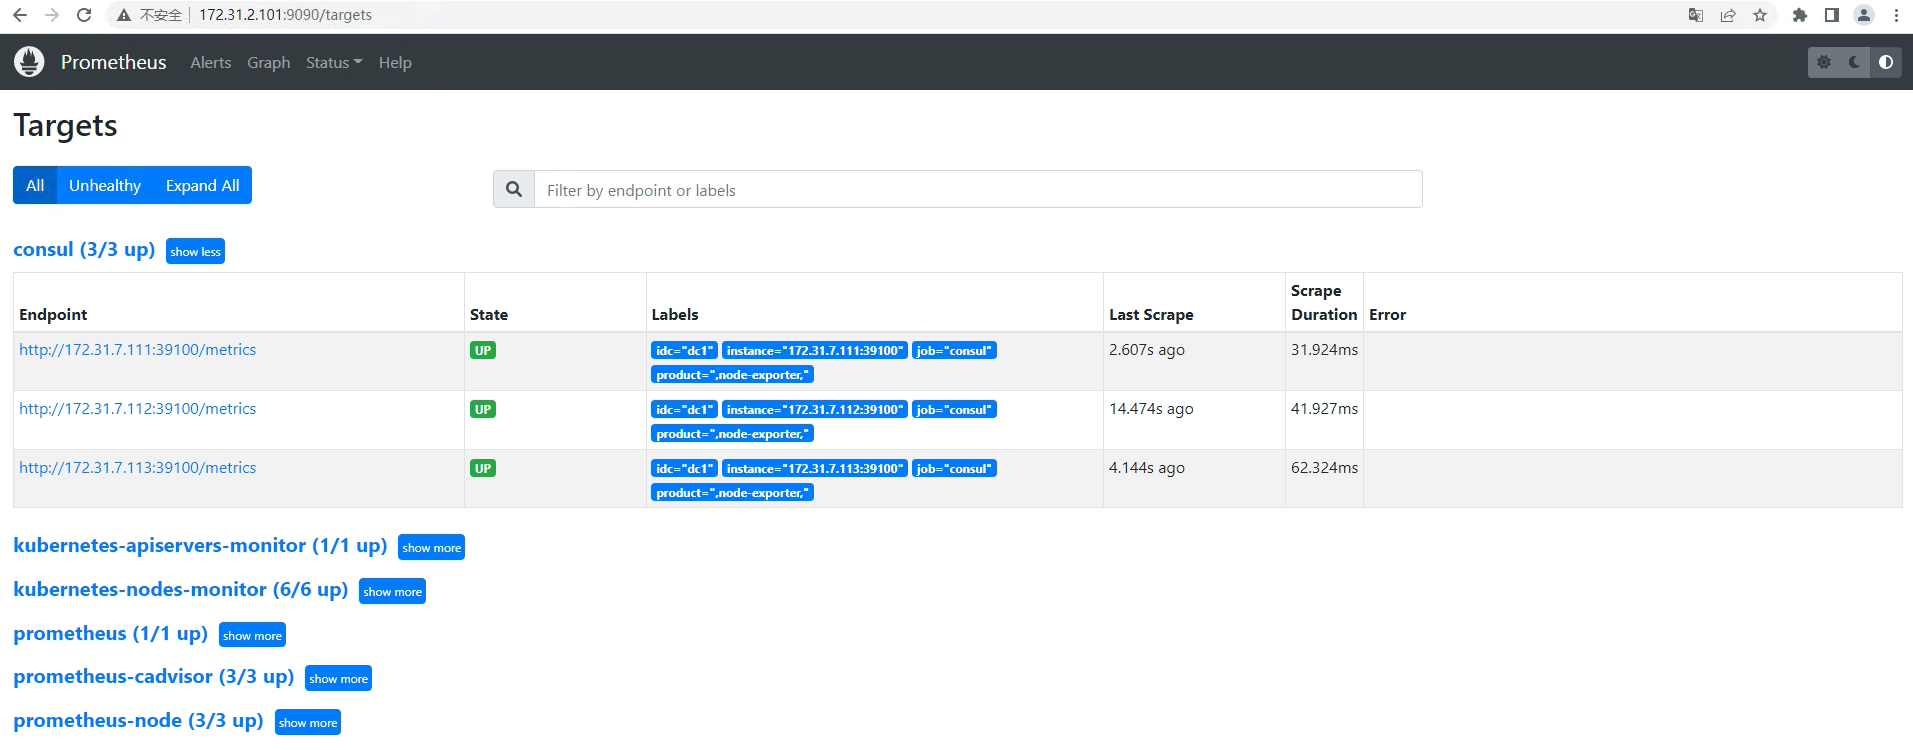 不安全 172.31.2.101:9090/targets
Prometheus Alerts Graph Status Help
Targets
All Unhealthy Expand All Filter by endpoint or labels
consul (3/3 up) show less
Endpoint State Labels Last Scrape Scrape Duration Error
http://172.31.7.111:39100/metrics UP idc="dc1" instance="172.31.7.111:39100" job="consul" 2.607s ago 31.924ms
product=",node-exporter,"
http://172.31.7.112:39100/metrics UP idc="dc1" instance="172.31.7.112:39100" job="consul" 14.474s ago 41.927ms
product=",node-exporter,"
http://172.31.7.113:39100/metrics UP idc="dc1" instance="172.31.7.113:39100" job="consul" 4.144s ago 62.324ms
product=",node-exporter,"
kubernetes-apiservers-monitor (1/1 up) show more
kubernetes-nodes-monitor (6/6 up) show more
prometheus (1/1 up) show more
prometheus-cadvisor (3/3 up) show more
prometheus-node (3/3 up) show more